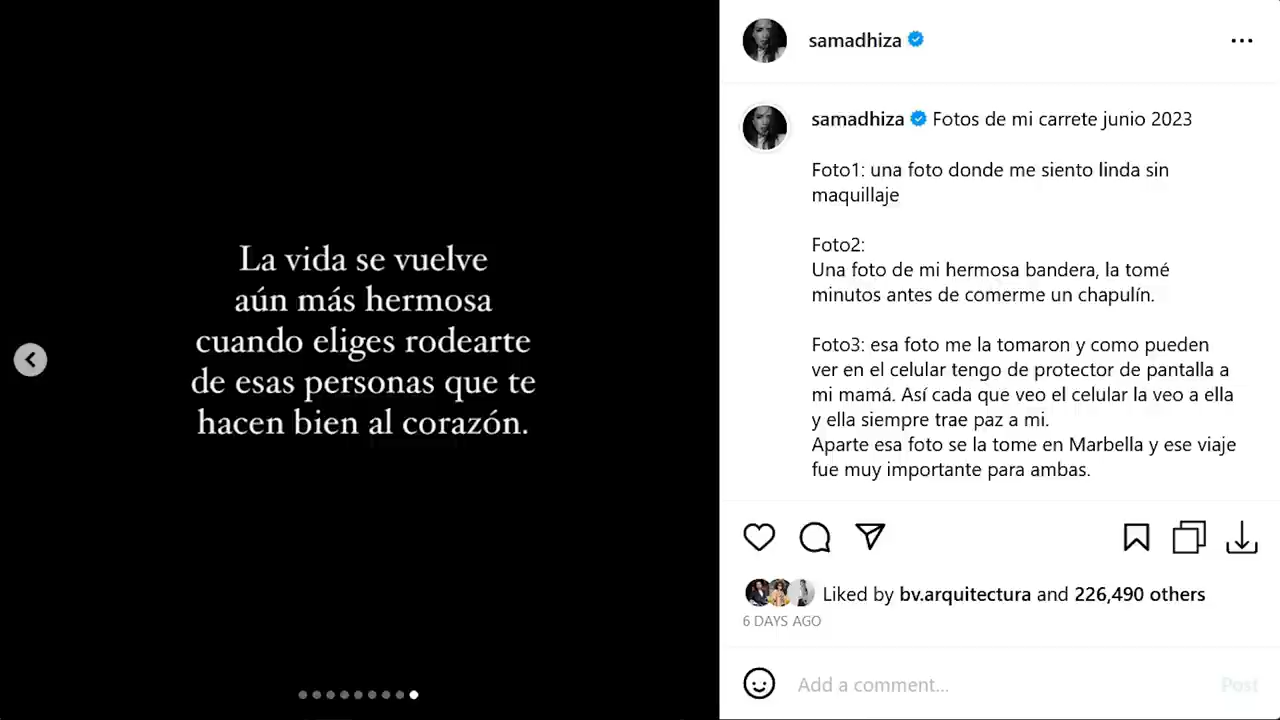 La vida se vuelve
aún más hermosa
cuando eliges rodearte
de esas personas que te
hacen bien al corazón.
samadhiza
samadhiza Fotos de mi carrete junio 2023
Foto1: una foto donde me siento linda sin
maquillaje
Foto2:
Una foto de mi hermosa bandera, la tomé
minutos antes de comerme un chapulín.
Foto3: esa foto me la tomaron y como pueden
ver en el celular tengo de protector de pantalla a
mi mamá. Así cada que veo el celular la veo a ella
y ella siempre trae paz a mi.
Aparte esa foto se la tome en Marbella y ese viaje
fue muy importante para ambas.
Liked by bv.arquitectura and 226,490 others
6 DAYS AGO
Add a comment...
Post